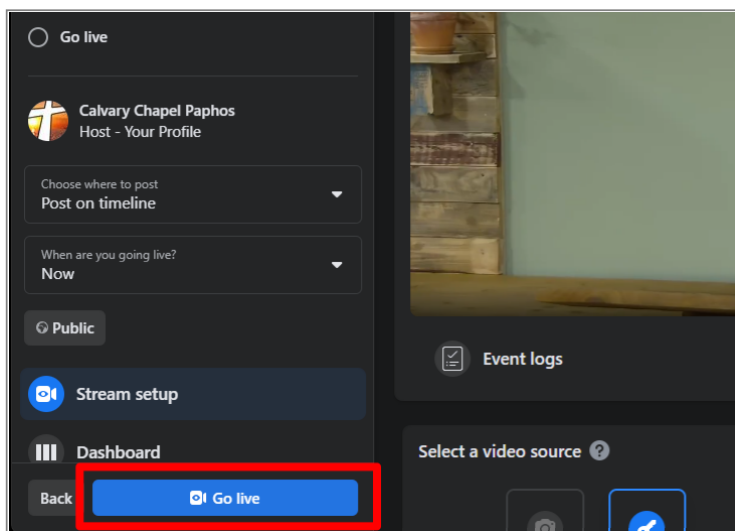 Go live
Calvary Chapel Paphos
Host - Your Profile
Choose where to post
Post on timeline
When are you going live?
Now
Public
Stream setup
Dashboard
Back
Go live
Event logs
Select a video source